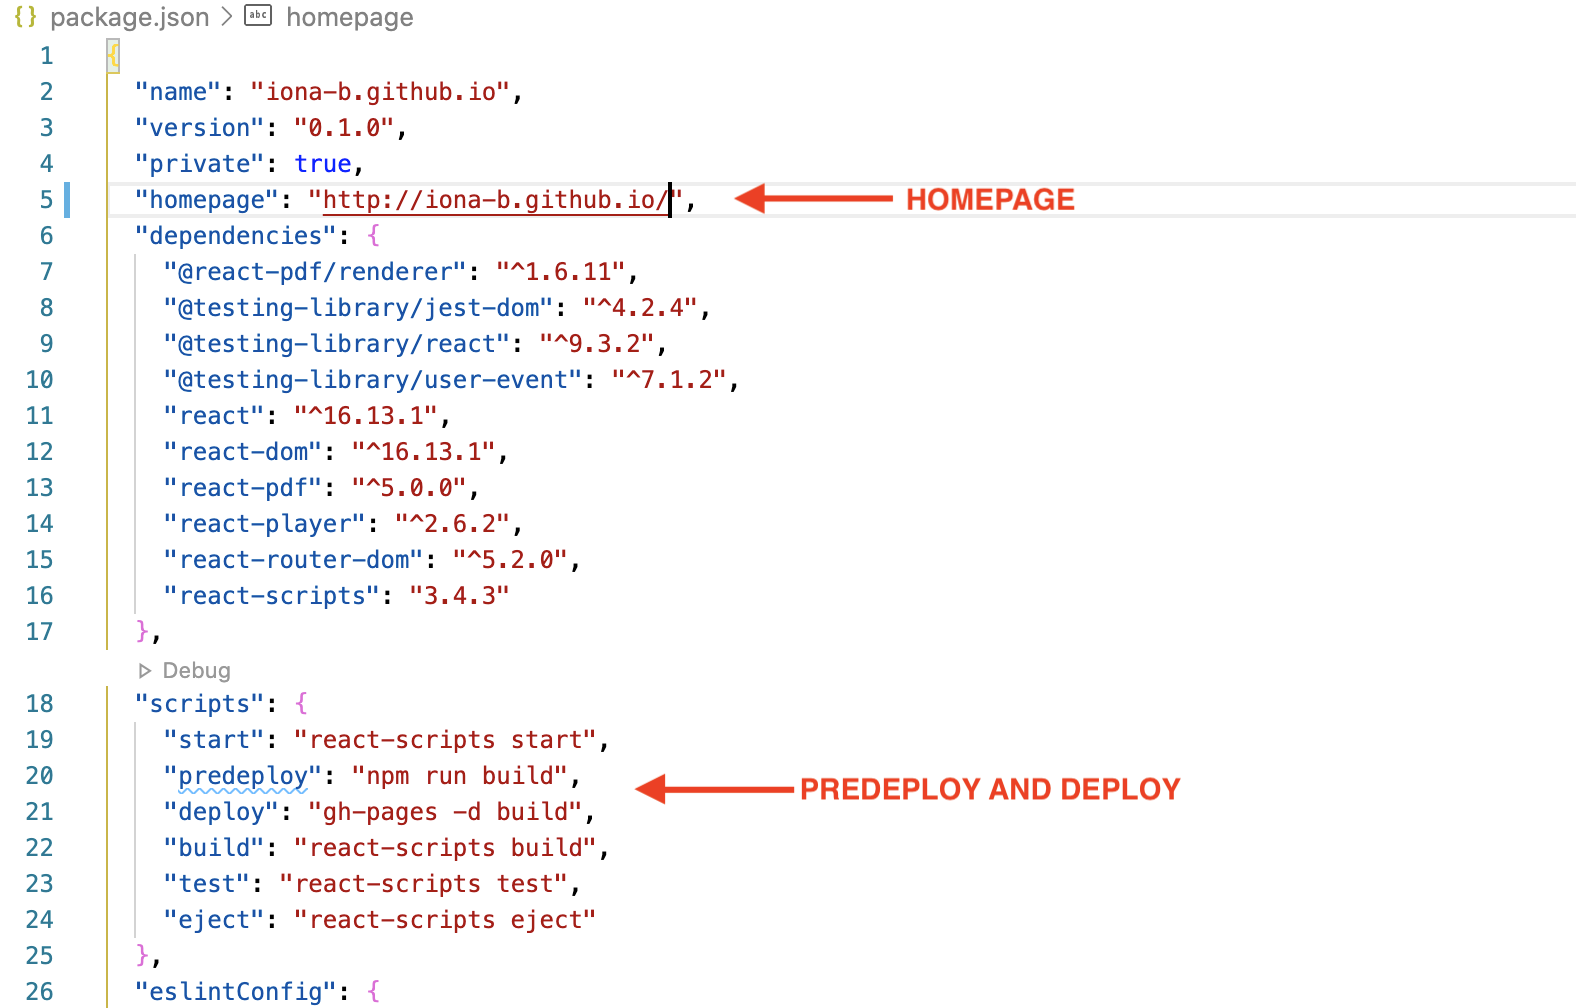 {} package.json > abc homepage
1 {
2 "name": "iona-b.github.io",
3 "version": "0.1.0",
4 "private": true,
5 "homepage": "http://iona-b.github.io/", HOMEPAGE
6 "dependencies": {
7 "@react-pdf/renderer": "^1.6.11",
8 "@testing-library/jest-dom": "^4.2.4",
9 "@testing-library/react": "^9.3.2",
10 "@testing-library/user-event": "^7.1.2",
11 "react": "^16.13.1",
12 "react-dom": "^16.13.1",
13 "react-pdf": "^5.0.0",
14 "react-player": "^2.6.2",
15 "react-router-dom": "^5.2.0",
16 "react-scripts": "3.4.3"
17 },
Debug
18 "scripts": {
19 "start": "react-scripts start",
20 "predeploy": "npm run build", PREDEPLOY AND DEPLOY
21 "deploy": "gh-pages -d build",
22 "build": "react-scripts build",
23 "test": "react-scripts test",
24 "eject": "react-scripts eject"
25 },
26 "eslintConfig": {